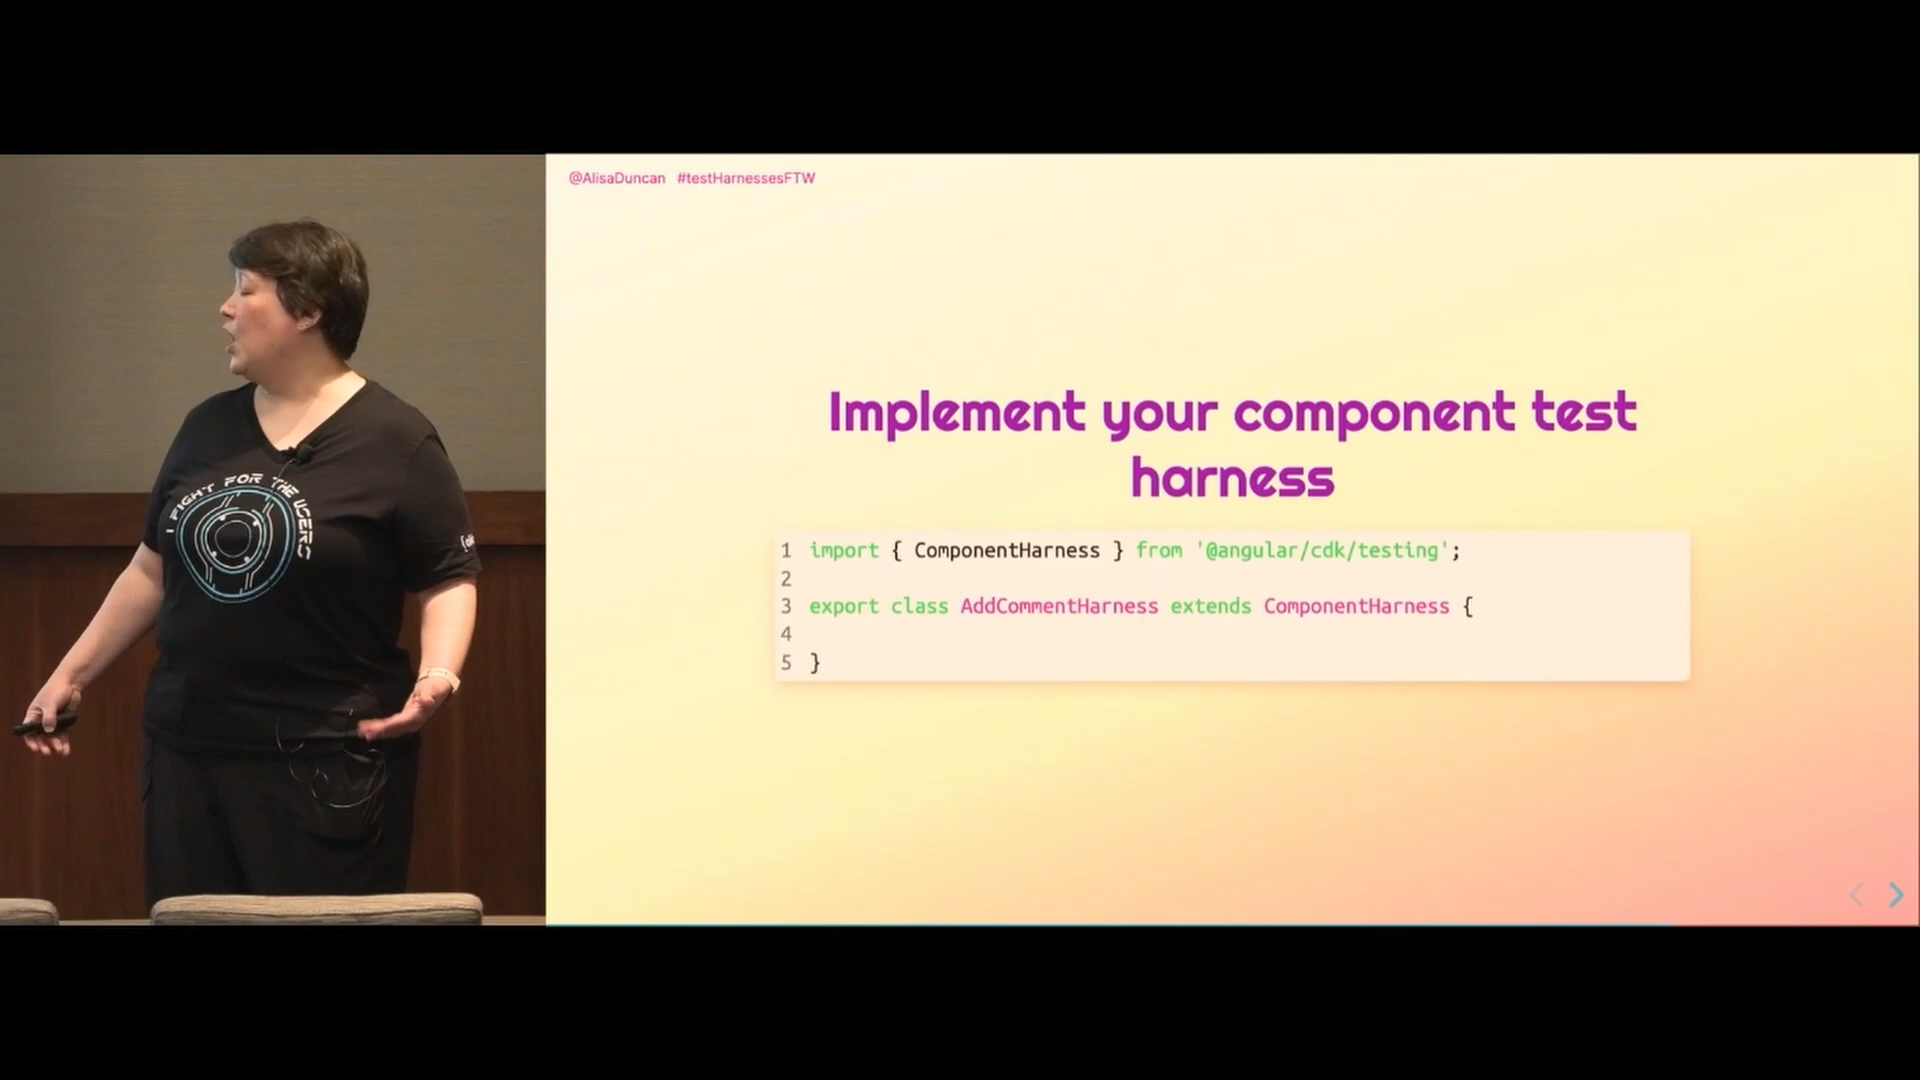 @AlisaDuncan #testHarnessesFTW
I FIGHT FOR THE USERS
Implement your component test
harness
1 import { ComponentHarness } from '@angular/cdk/testing';
2
3 export class AddCommentHarness extends ComponentHarness {
4
5 }